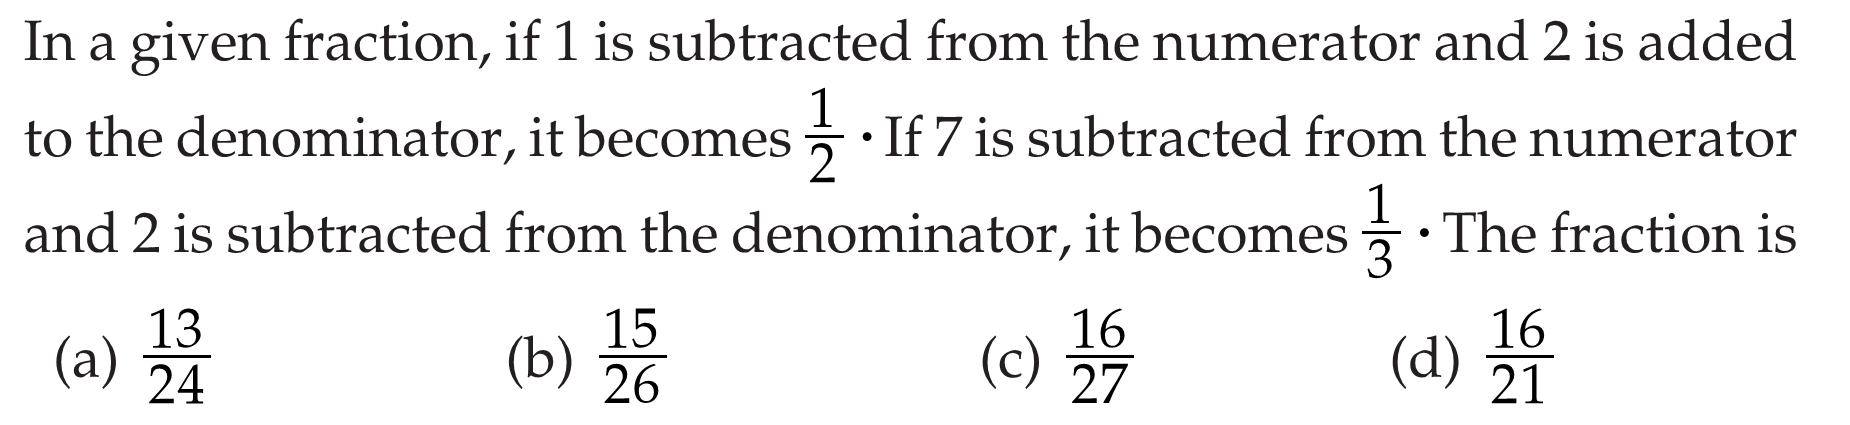 In a given fraction, if 1 is subtracted from the numerator and 2 is added
to the denominator, it becomes 1/2 · If 7 is subtracted from the numerator
and 2 is subtracted from the denominator, it becomes 1/3 · The fraction is
(a) 13/24 (b) 15/26 (c) 16/27 (d) 16/21